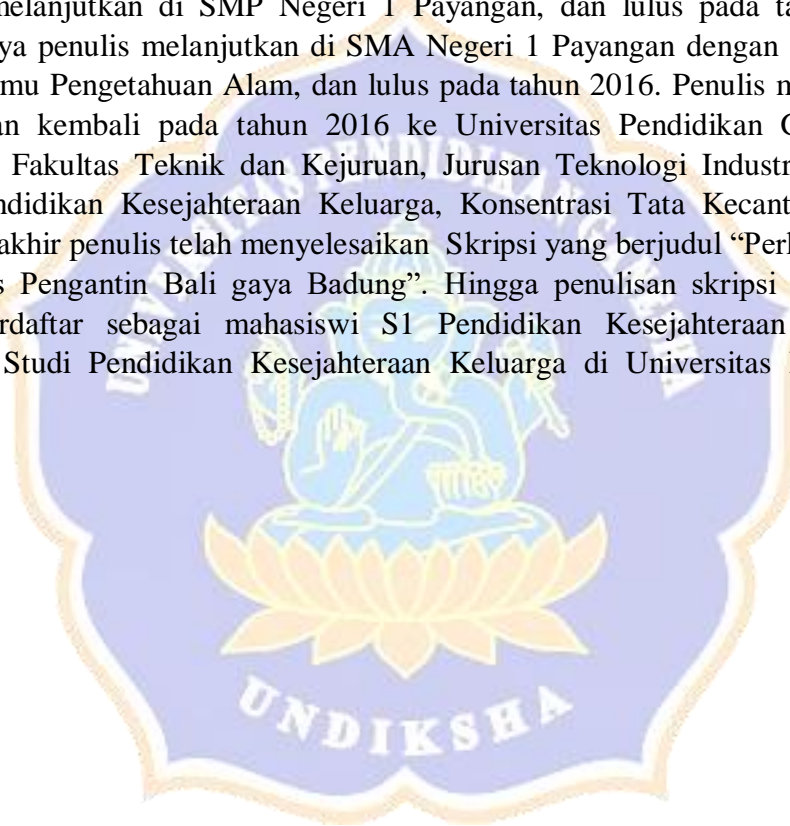 melanjutkan di SMP Negeri 1 Payangan, dan lulus pada ta
ya penulis melanjutkan di SMA Negeri 1 Payangan dengan
mu Pengetahuan Alam, dan lulus pada tahun 2016. Penulis m
an kembali pada tahun 2016 ke Universitas Pendidikan G
Fakultas Teknik dan Kejuruan, Jurusan Teknologi Industr
ndidikan Kesejahteraan Keluarga, Konsentrasi Tata Kecant
akhir penulis telah menyelesaikan Skripsi yang berjudul “Perk
s Pengantin Bali gaya Badung”. Hingga penulisan skripsi
rdaftar sebagai mahasiswi S1 Pendidikan Kesejahteraan
Studi Pendidikan Kesejahteraan Keluarga di Universitas
UNIVERSITAS PENDIDIKAN GANESHA
UNDIKSHA